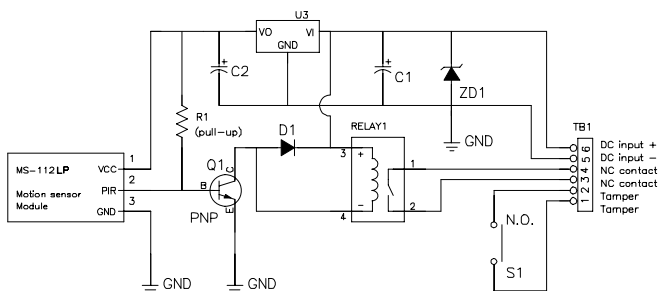 U3
VO VI
GND
C2
C1
ZD1
GND
R1
(pull-up)
D1
RELAY1
3 +
4 -
1
2
Q1
B
C
E
PNP
MS-112LP
Motion sensor
Module
VCC 1
PIR 2
GND 3
GND
GND
TB1
6 DC input +
5 DC input -
4 NC contact
3 NC contact
2 Tamper
1 Tamper
N.O.
S1